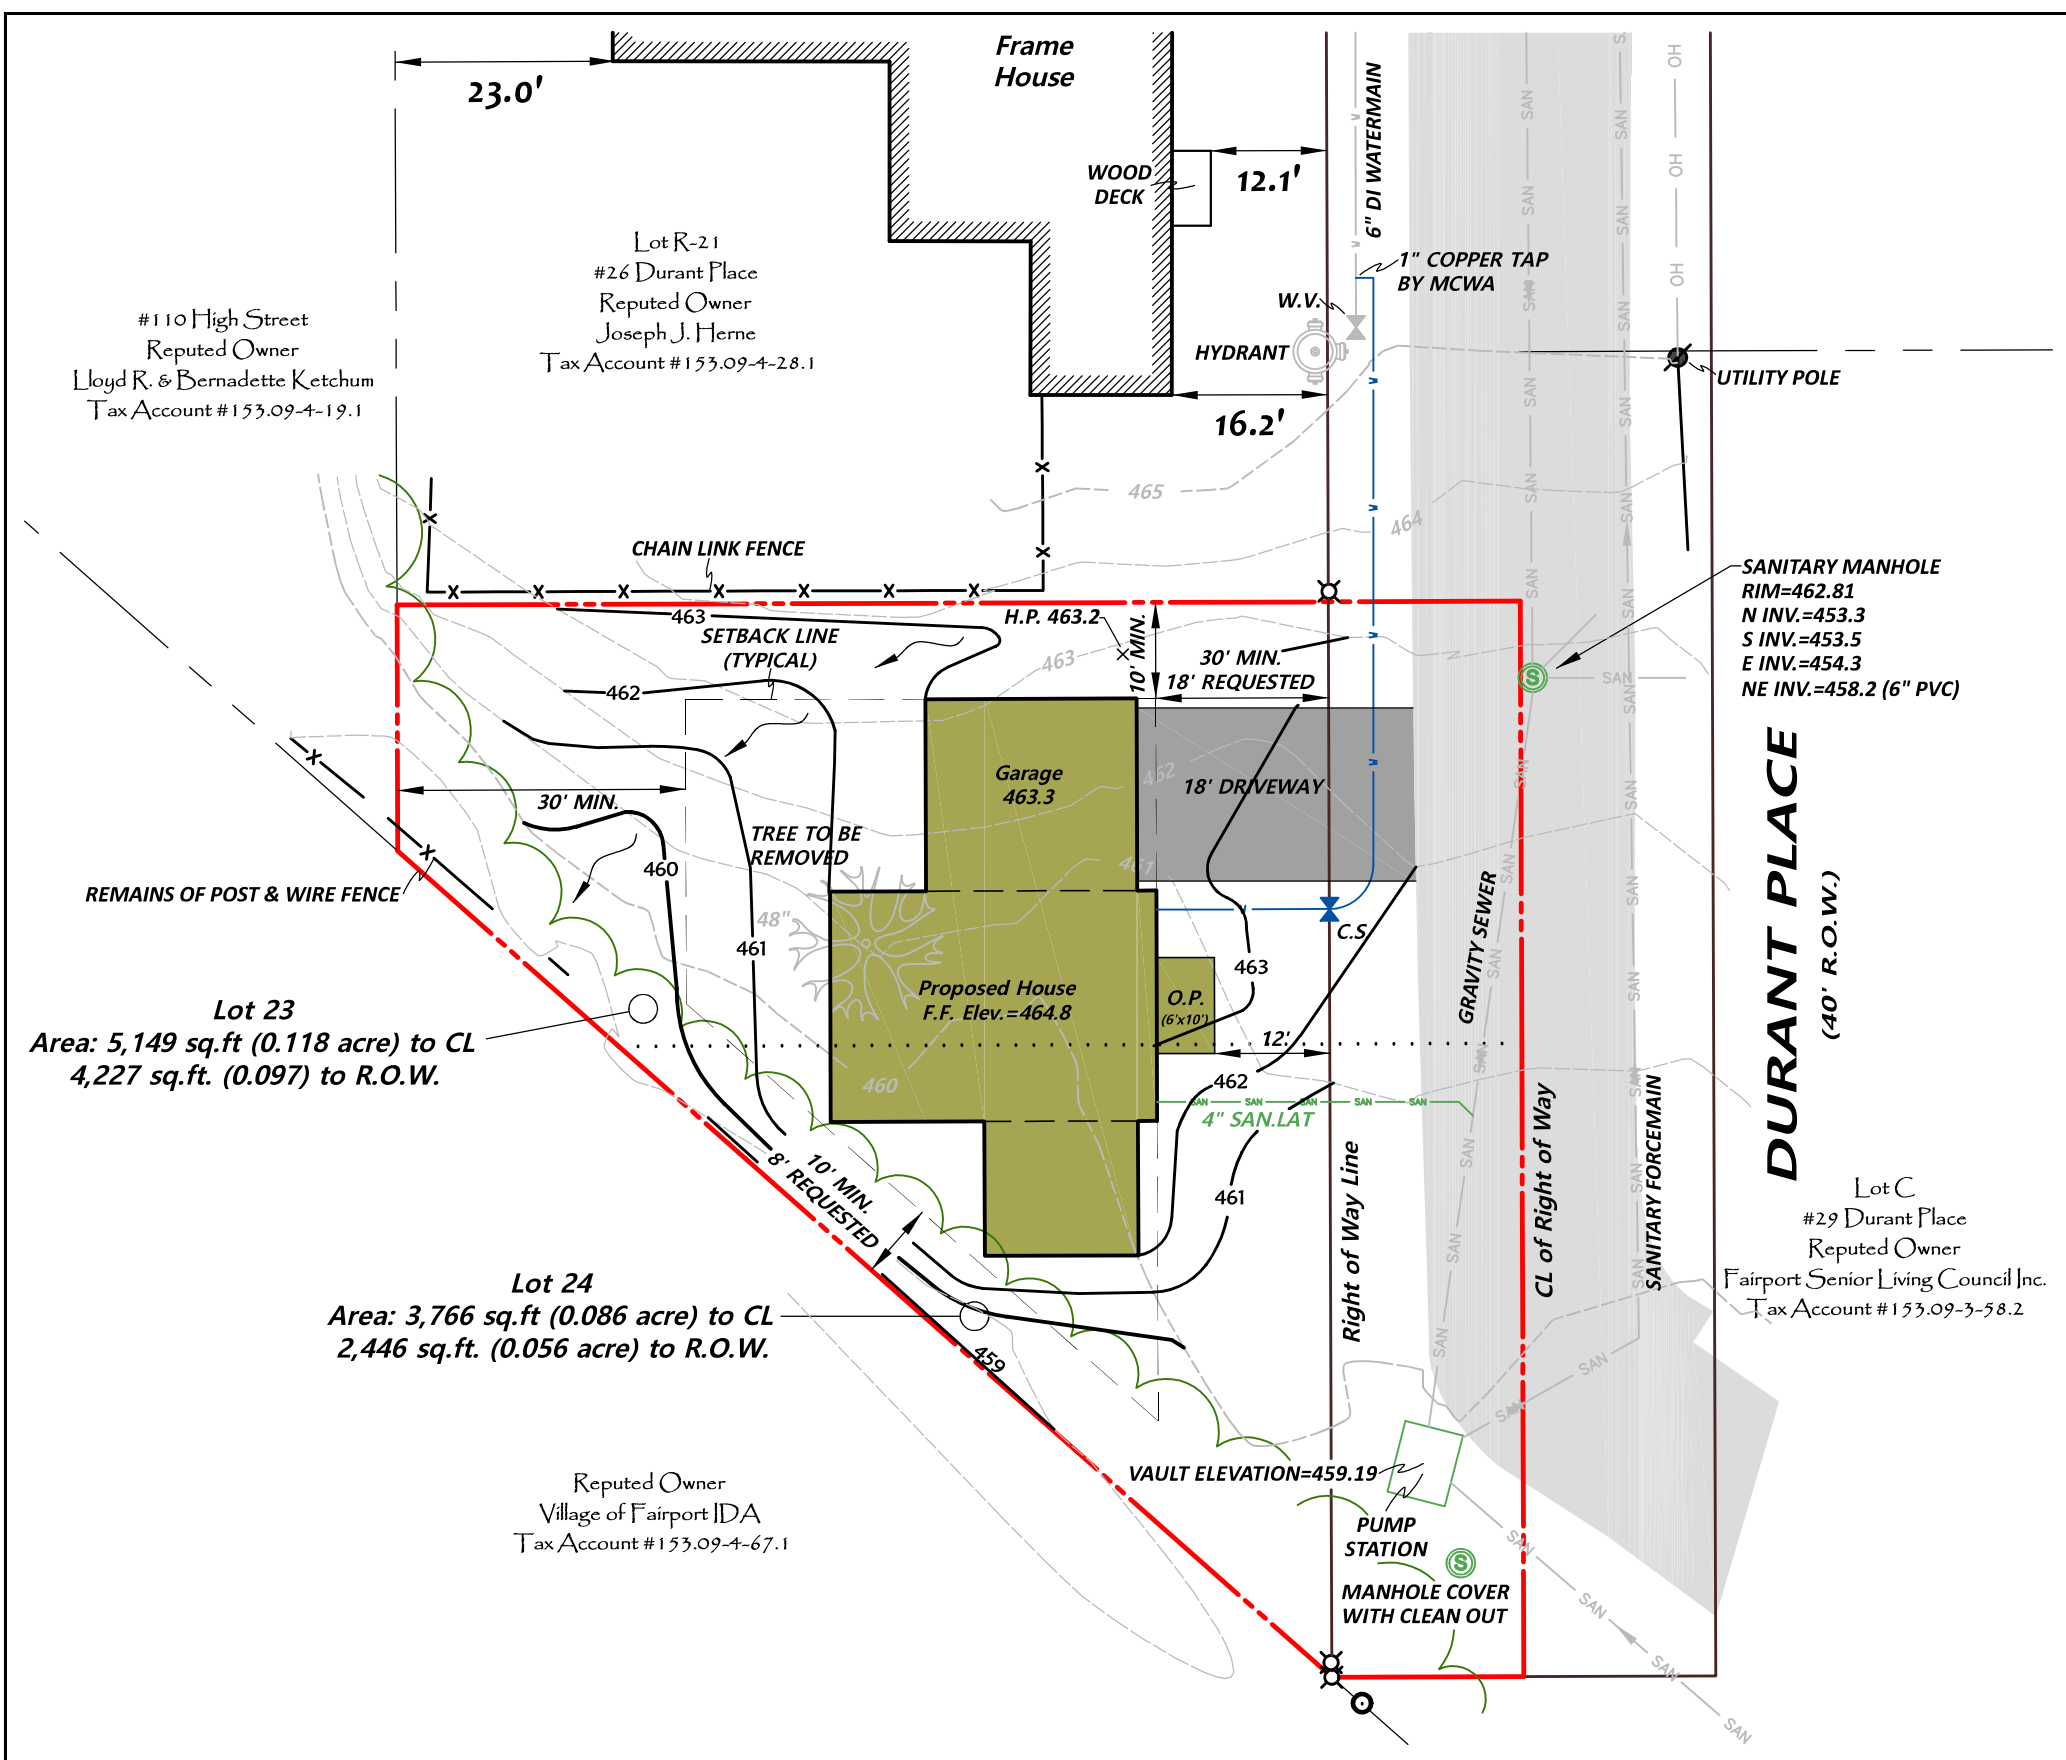 Frame
House
23.0'
WOOD
DECK
12.1'
6" DI WATERMAIN
Lot R-21
#26 Durant Place
Reputed Owner
Joseph J. Herne
Tax Account #153.09-4-28.1
#110 High Street
Reputed Owner
Lloyd R. & Bernadette Ketchum
Tax Account #153.09-4-19.1
1" COPPER TAP
BY MCWA
W.V.
HYDRANT
UTILITY POLE
16.2'
465
464
CHAIN LINK FENCE
SANITARY MANHOLE
RIM=462.81
N INV.=453.3
S INV.=453.5
E INV.=454.3
NE INV.=458.2 (6" PVC)
463
H.P. 463.2
SETBACK LINE
(TYPICAL)
10' MIN.
463
30' MIN.
18' REQUESTED
462
S
Garage
463.3
462
18' DRIVEWAY
30' MIN.
TREE TO BE
REMOVED
461
460
REMAINS OF POST & WIRE FENCE
48"
461
C.S.
463
GRAVITY SEWER
DURANT PLACE
(40' R.O.W.)
Proposed House
F.F. Elev.=464.8
O.P.
(6'x10')
Lot 23
Area: 5,149 sq.ft (0.118 acre) to CL
4,227 sq.ft. (0.097) to R.O.W.
12'
460
462
4" SAN.LAT
461
10' MIN.
8' REQUESTED
Right of Way Line
CL of Right of Way
SANITARY FORCEMAIN
Lot C
#29 Durant Place
Reputed Owner
Fairport Senior Living Council Inc.
Tax Account #153.09-3-58.2
Lot 24
Area: 3,766 sq.ft (0.086 acre) to CL
2,446 sq.ft. (0.056 acre) to R.O.W.
459
Reputed Owner
Village of Fairport IDA
Tax Account #153.09-4-67.1
VAULT ELEVATION=459.19
PUMP
STATION
S
MANHOLE COVER
WITH CLEAN OUT
SAN
SAN
SAN
SAN
OH
OH
OH